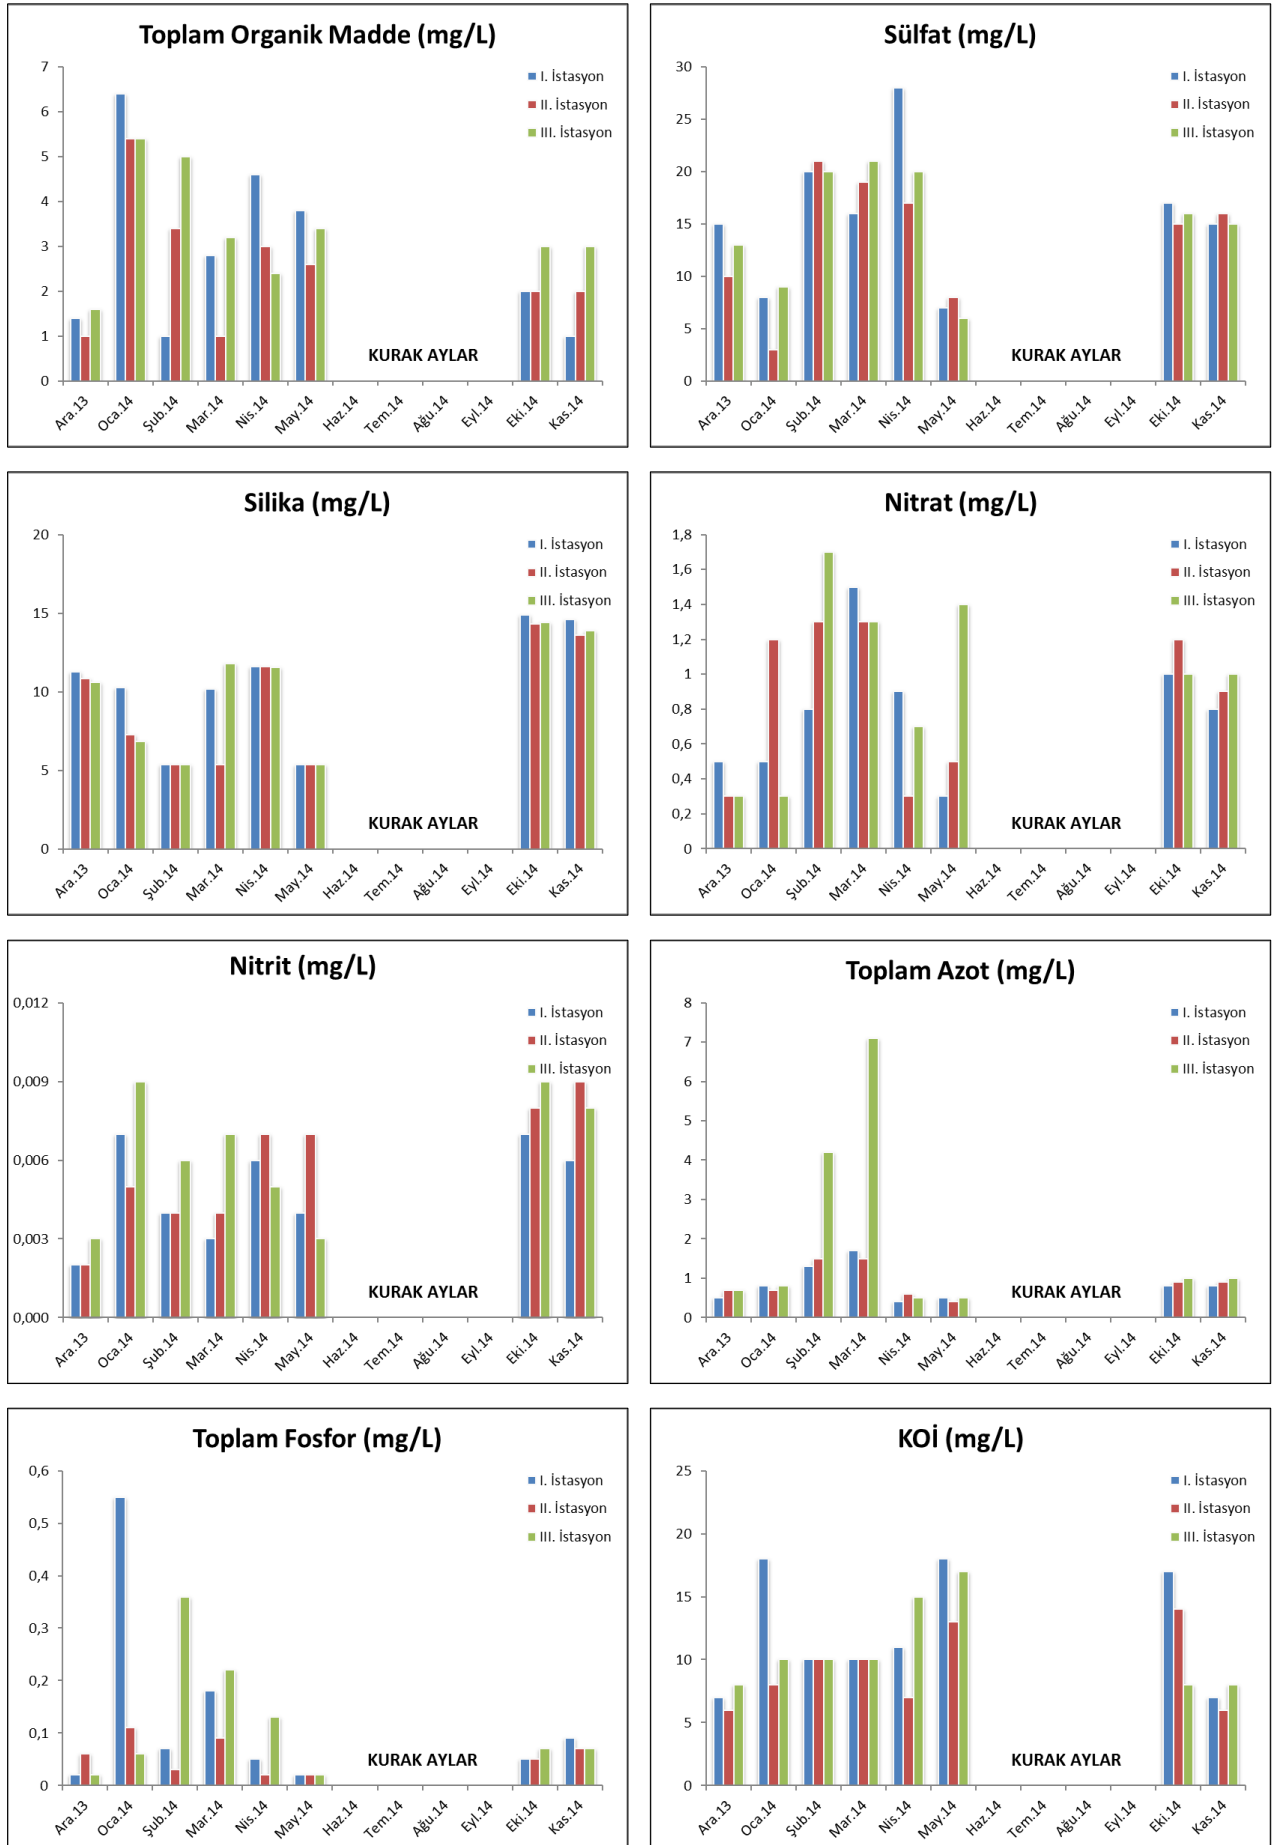 Toplam Organik Madde (mg/L)
7
6
5
4
3
2
1
0
I. İstasyon
II. İstasyon
III. İstasyon
KURAK AYLAR
Ara.13 Oca.14 Şub.14 Mar.14 Nis.14 May.14 Haz.14 Tem.14 Ağu.14 Eyl.14 Eki.14 Kas.14
Sülfat (mg/L)
30
25
20
15
10
5
0
I. İstasyon
II. İstasyon
III. İstasyon
KURAK AYLAR
Ara.13 Oca.14 Şub.14 Mar.14 Nis.14 May.14 Haz.14 Tem.14 Ağu.14 Eyl.14 Eki.14 Kas.14
Silika (mg/L)
20
15
10
5
0
I. İstasyon
II. İstasyon
III. İstasyon
KURAK AYLAR
Ara.13 Oca.14 Şub.14 Mar.14 Nis.14 May.14 Haz.14 Tem.14 Ağu.14 Eyl.14 Eki.14 Kas.14
Nitrat (mg/L)
1,8
1,6
1,4
1,2
1
0,8
0,6
0,4
0,2
0
I. İstasyon
II. İstasyon
III. İstasyon
KURAK AYLAR
Ara.13 Oca.14 Şub.14 Mar.14 Nis.14 May.14 Haz.14 Tem.14 Ağu.14 Eyl.14 Eki.14 Kas.14
Nitrit (mg/L)
0,012
0,009
0,006
0,003
0,000
I. İstasyon
II. İstasyon
III. İstasyon
KURAK AYLAR
Ara.13 Oca.14 Şub.14 Mar.14 Nis.14 May.14 Haz.14 Tem.14 Ağu.14 Eyl.14 Eki.14 Kas.14
Toplam Azot (mg/L)
8
7
6
5
4
3
2
1
0
I. İstasyon
II. İstasyon
III. İstasyon
KURAK AYLAR
Ara.13 Oca.14 Şub.14 Mar.14 Nis.14 May.14 Haz.14 Tem.14 Ağu.14 Eyl.14 Eki.14 Kas.14
Toplam Fosfor (mg/L)
0,6
0,5
0,4
0,3
0,2
0,1
0
I. İstasyon
II. İstasyon
III. İstasyon
KURAK AYLAR
Ara.13 Oca.14 Şub.14 Mar.14 Nis.14 May.14 Haz.14 Tem.14 Ağu.14 Eyl.14 Eki.14 Kas.14
KOİ (mg/L)
25
20
15
10
5
0
I. İstasyon
II. İstasyon
III. İstasyon
KURAK AYLAR
Ara.13 Oca.14 Şub.14 Mar.14 Nis.14 May.14 Haz.14 Tem.14 Ağu.14 Eyl.14 Eki.14 Kas.14